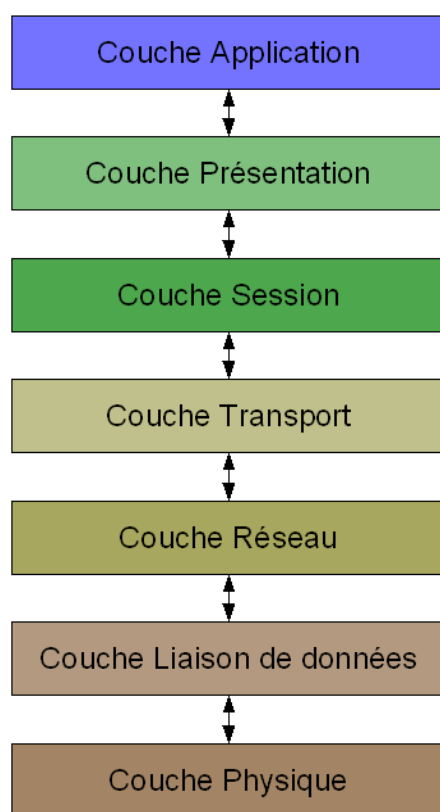 Couche Application
Couche Présentation
Couche Session
Couche Transport
Couche Réseau
Couche Liaison de données
Couche Physique